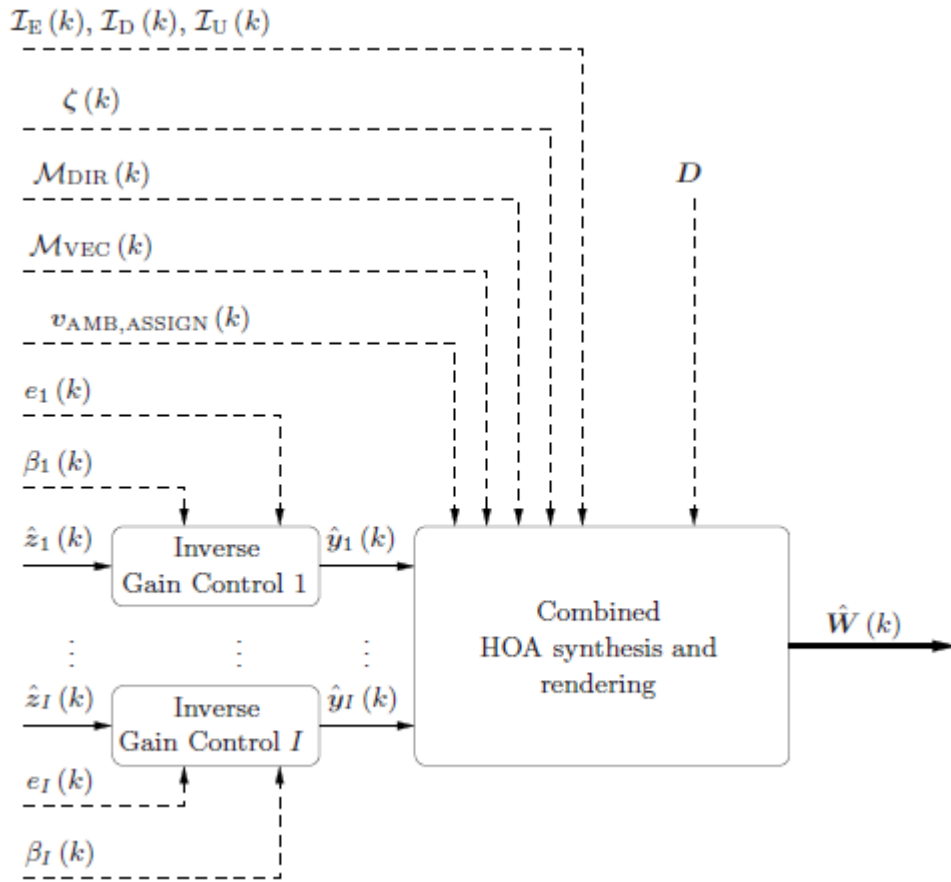 𝓘_E (k), 𝓘_D (k), 𝓘_U (k)
ζ (k)
𝓜_DIR (k)
D
𝓜_VEC (k)
v_AMB,ASSIGN (k)
e_1 (k)
β_1 (k)
ẑ_1 (k)
Inverse
Gain Control 1
ŷ_1 (k)
Combined
HOA synthesis and
rendering
Ŵ (k)
⋮ ⋮ ⋮
ẑ_I (k)
Inverse
Gain Control I
ŷ_I (k)
e_I (k)
β_I (k)